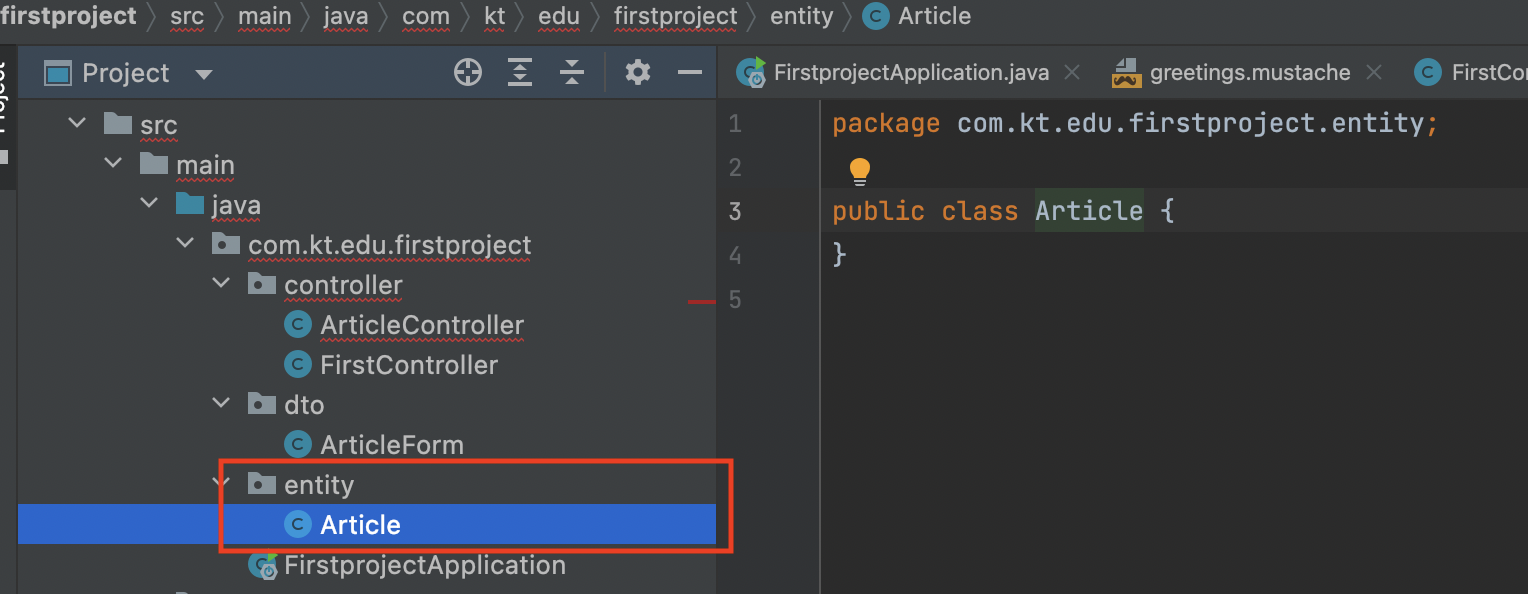 firstproject src main java com kt edu firstproject entity C Article
Project
FirstprojectApplication.java greetings.mustache C
src
main
java
com.kt.edu.firstproject
controller
C ArticleController
C FirstController
dto
C ArticleForm
entity
C Article
FirstprojectApplication
1 package com.kt.edu.firstproject.entity;
2
3 public class Article {
4 }
5